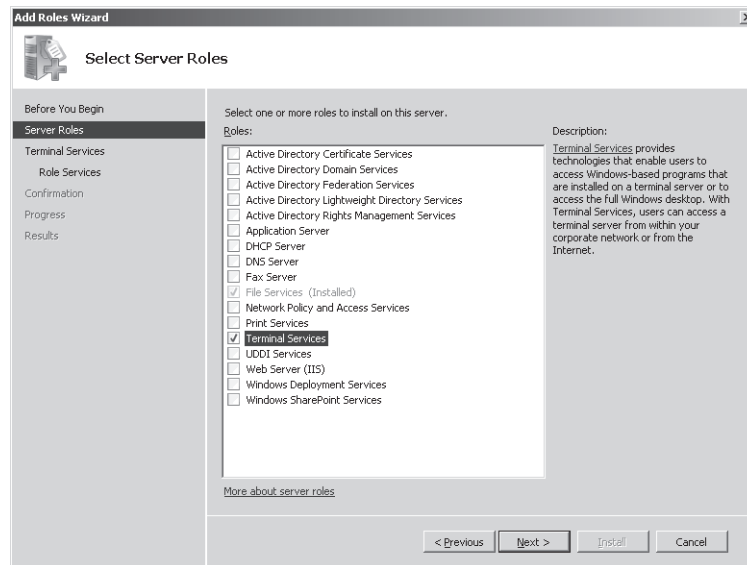 Add Roles Wizard
Select Server Roles
Before You Begin
Server Roles
Terminal Services
Role Services
Confirmation
Progress
Results
Select one or more roles to install on this server.
Roles:
Active Directory Certificate Services
Active Directory Domain Services
Active Directory Federation Services
Active Directory Lightweight Directory Services
Active Directory Rights Management Services
Application Server
DHCP Server
DNS Server
Fax Server
File Services (Installed)
Network Policy and Access Services
Print Services
Terminal Services
UDDI Services
Web Server (IIS)
Windows Deployment Services
Windows SharePoint Services
More about server roles
Description:
Terminal Services provides
technologies that enable users to
access Windows-based programs that
are installed on a terminal server or to
access the full Windows desktop. With
Terminal Services, users can access a
terminal server from within your
corporate network or from the
Internet.
< Previous
Next >
Install
Cancel